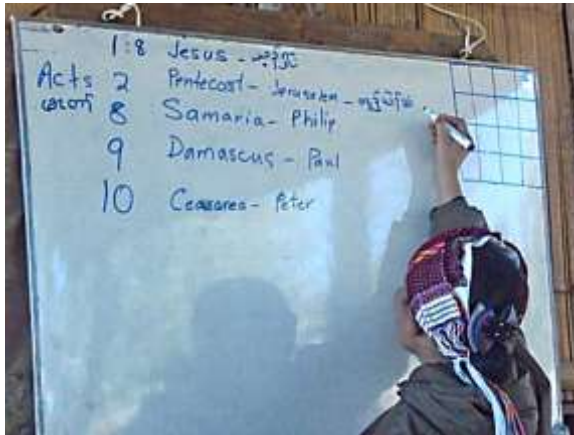 1:8 Jesus -
Acts 2 Pentecost - Jerusalem -
8 Samaria - Philip
9 Damascus - Paul
10 Ceasarea - Peter